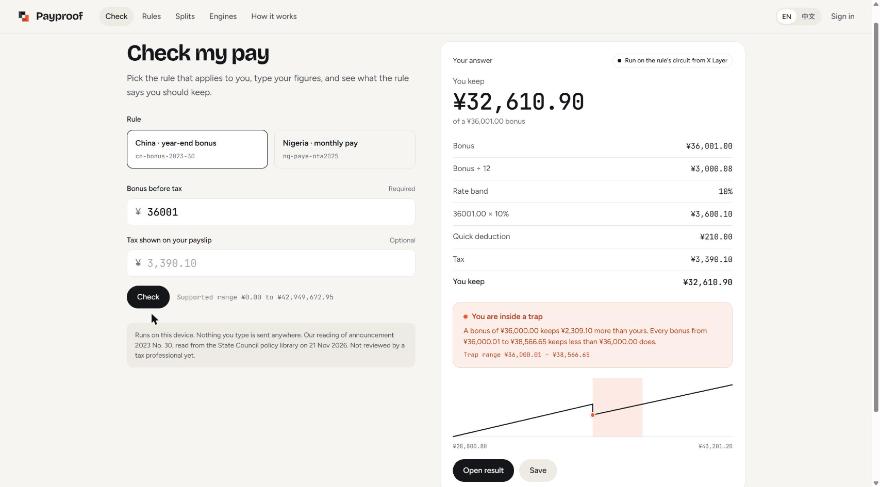 Payproof
Check
Rules
Splits
Engines
How it works
EN
中文
Sign in
Check my pay
Pick the rule that applies to you, type your figures, and see what the rule
says you should keep.
Rule
China · year-end bonus
cn-bonus-2023-30
Nigeria · monthly pay
ng-paye-nta2025
Bonus before tax
Required
¥ 36001
Tax shown on your payslip
Optional
¥ 3,390.10
Check
Supported range ¥0.00 to ¥42,949,672.95
Runs on this device. Nothing you type is sent anywhere. Our reading of announcement
2023 No. 30, read from the State Council policy library on 21 Nov 2026. Not reviewed by a
tax professional yet.
Your answer
Run on the rule's circuit from X Layer
You keep
¥32,610.90
of a ¥36,001.00 bonus
Bonus ¥36,001.00
Bonus ÷ 12 ¥3,000.08
Rate band 10%
36001.00 × 10% ¥3,600.10
Quick deduction ¥210.00
Tax ¥3,390.10
You keep ¥32,610.90
You are inside a trap
A bonus of ¥36,000.00 keeps ¥2,309.10 more than yours. Every bonus from
¥36,000.01 to ¥38,566.65 keeps less than ¥36,000.00 does.
Trap range ¥36,000.01 – ¥38,566.65
¥28,800.80
¥43,201.20
Open result
Save